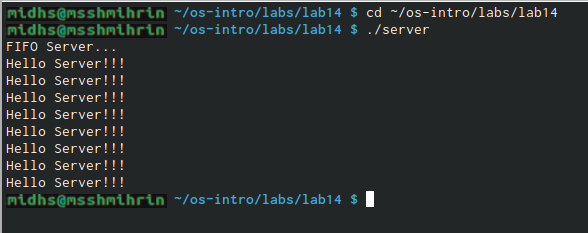 midhs@msshmihrin ~/os-intro/labs/lab14 $ cd ~/os-intro/labs/lab14
midhs@msshmihrin ~/os-intro/labs/lab14 $ ./server
FIFO Server...
Hello Server!!!
Hello Server!!!
Hello Server!!!
Hello Server!!!
Hello Server!!!
Hello Server!!!
Hello Server!!!
Hello Server!!!
midhs@msshmihrin ~/os-intro/labs/lab14 $